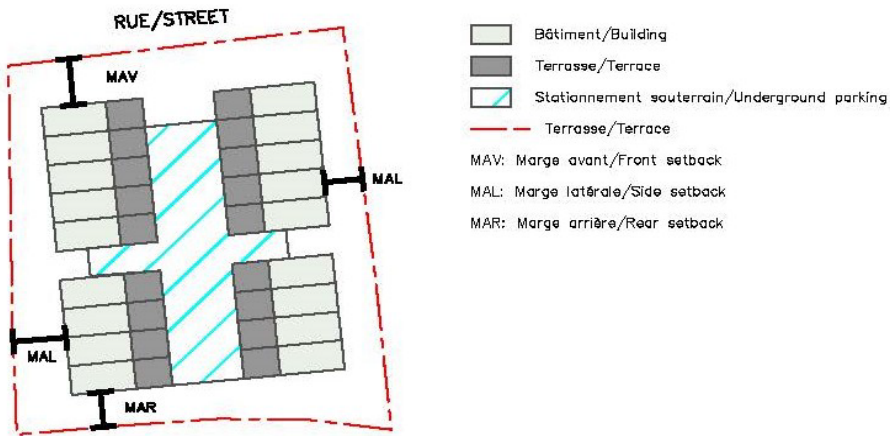 RUE/STREET
MAV
MAL
MAL
MAR
Bâtiment/Building
Terrasse/Terrace
Stationnement souterrain/Underground parking
Terrasse/Terrace
MAV: Marge avant/Front setback
MAL: Marge latérale/Side setback
MAR: Marge arrière/Rear setback